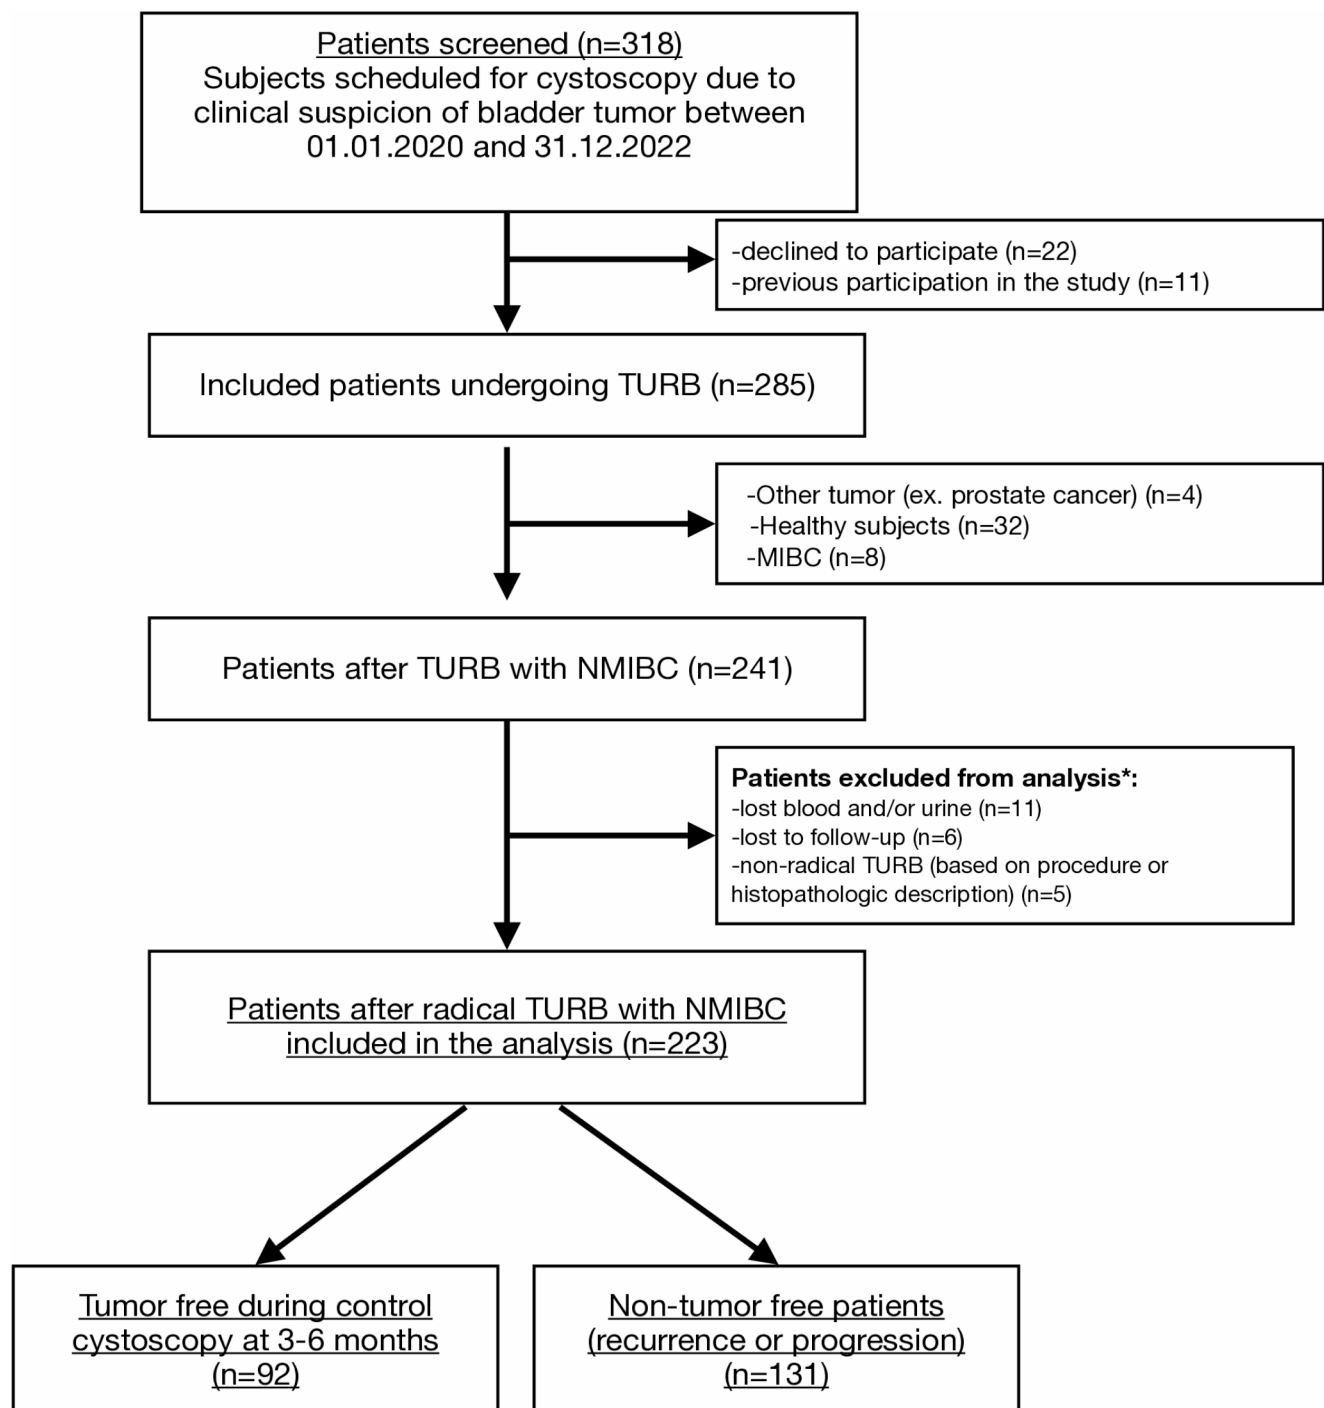 Patients screened (n=318)
Subjects scheduled for cystoscopy due to
clinical suspicion of bladder tumor between
01.01.2020 and 31.12.2022
-declined to participate (n=22)
-previous participation in the study (n=11)
Included patients undergoing TURB (n=285)
-Other tumor (ex. prostate cancer) (n=4)
-Healthy subjects (n=32)
-MIBC (n=8)
Patients after TURB with NMIBC (n=241)
Patients excluded from analysis*:
-lost blood and/or urine (n=11)
-lost to follow-up (n=6)
-non-radical TURB (based on procedure or
histopathologic description) (n=5)
Patients after radical TURB with NMIBC
included in the analysis (n=223)
Tumor free during control
cystoscopy at 3-6 months
(n=92)
Non-tumor free patients
(recurrence or progression)
(n=131)